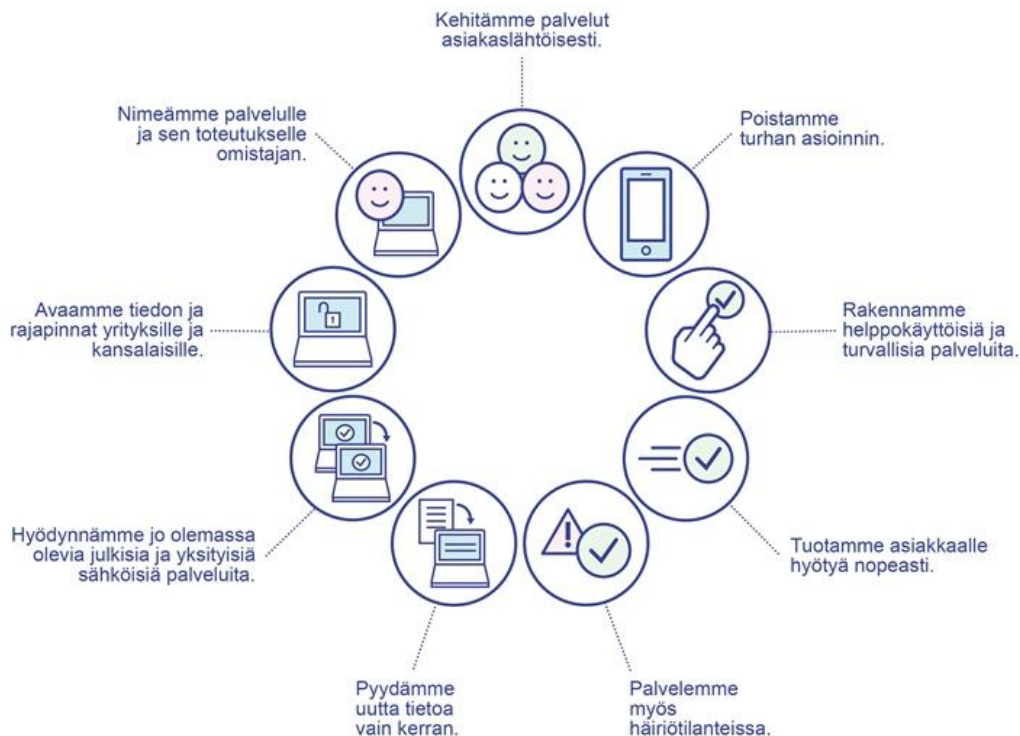 Kehitämme palvelut
asiakaslähtöisesti.
Poistamme
turhan asioinnin.
Rakennamme
helppokäyttöisiä ja
turvallisia palveluita.
Tuotamme asiakkaalle
hyötyä nopeasti.
Palvelemme
myös
häiriötilanteissa.
Pyydämme
uutta tietoa
vain kerran.
Hyödynnämme jo olemassa
olevia julkisia ja yksityisiä
sähköisiä palveluita.
Avaamme tiedon ja
rajapinnat yrityksille ja
kansalaisille.
Nimeämme palvelulle
ja sen toteutukselle
omistajan.